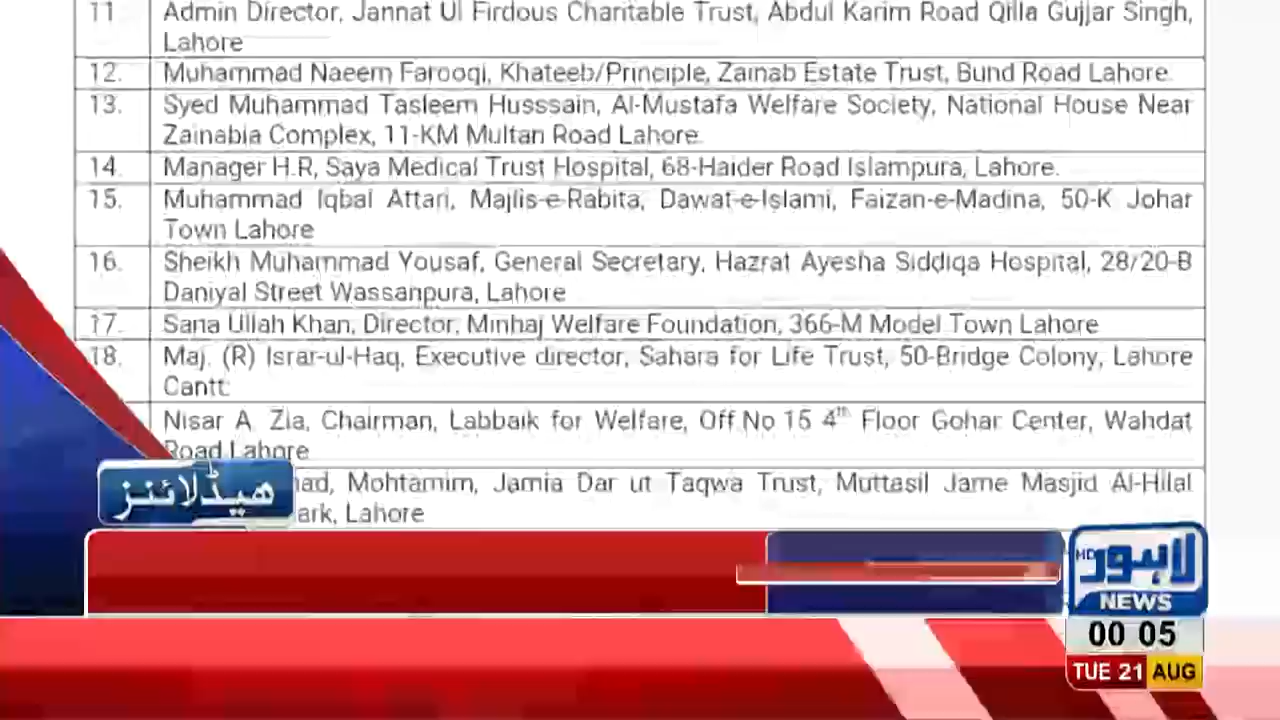 11 Admin Director, Jannat Ul Firdous Charitable Trust, Abdul Karim Road Qilla Gujjar Singh,
Lahore
12. Muhammad Naeem Farooqi, Khateeb/Principle, Zainab Estate Trust, Bund Road Lahore.
13. Syed Muhammad Tasleem Husssain, Al-Mustafa Welfare Society, National House Near
Zainabia Complex, 11-KM Multan Road Lahore.
14. Manager H.R, Saya Medical Trust Hospital, 68-Haider Road Islampura, Lahore.
15. Muhammad Iqbal Attari, Majlis-e-Rabita, Dawat-e-Islami, Faizan-e-Madina, 50-K Johar
Town Lahore
16. Sheikh Muhammad Yousaf, General Secretary, Hazrat Ayesha Siddiqa Hospital, 28/20-B
Daniyal Street Wassanpura, Lahore
17. Sana Ullah Khan, Director, Minhaj Welfare Foundation, 366-M Model Town Lahore
18. Maj. (R) Israr-ul-Haq, Executive director, Sahara for Life Trust, 50-Bridge Colony, Lahore
Cantt.
Nisar A. Zia, Chairman, Labbaik for Welfare, Off No 15 4th Floor Gohar Center, Wahdat
Road Lahore
Mohtamim, Jamia Dar ut Taqwa Trust, Muttasil Jame Masjid Al-Hilal
Lahore
ہیڈلائنز
لاہور HD
NEWS
00 05
TUE 21 AUG